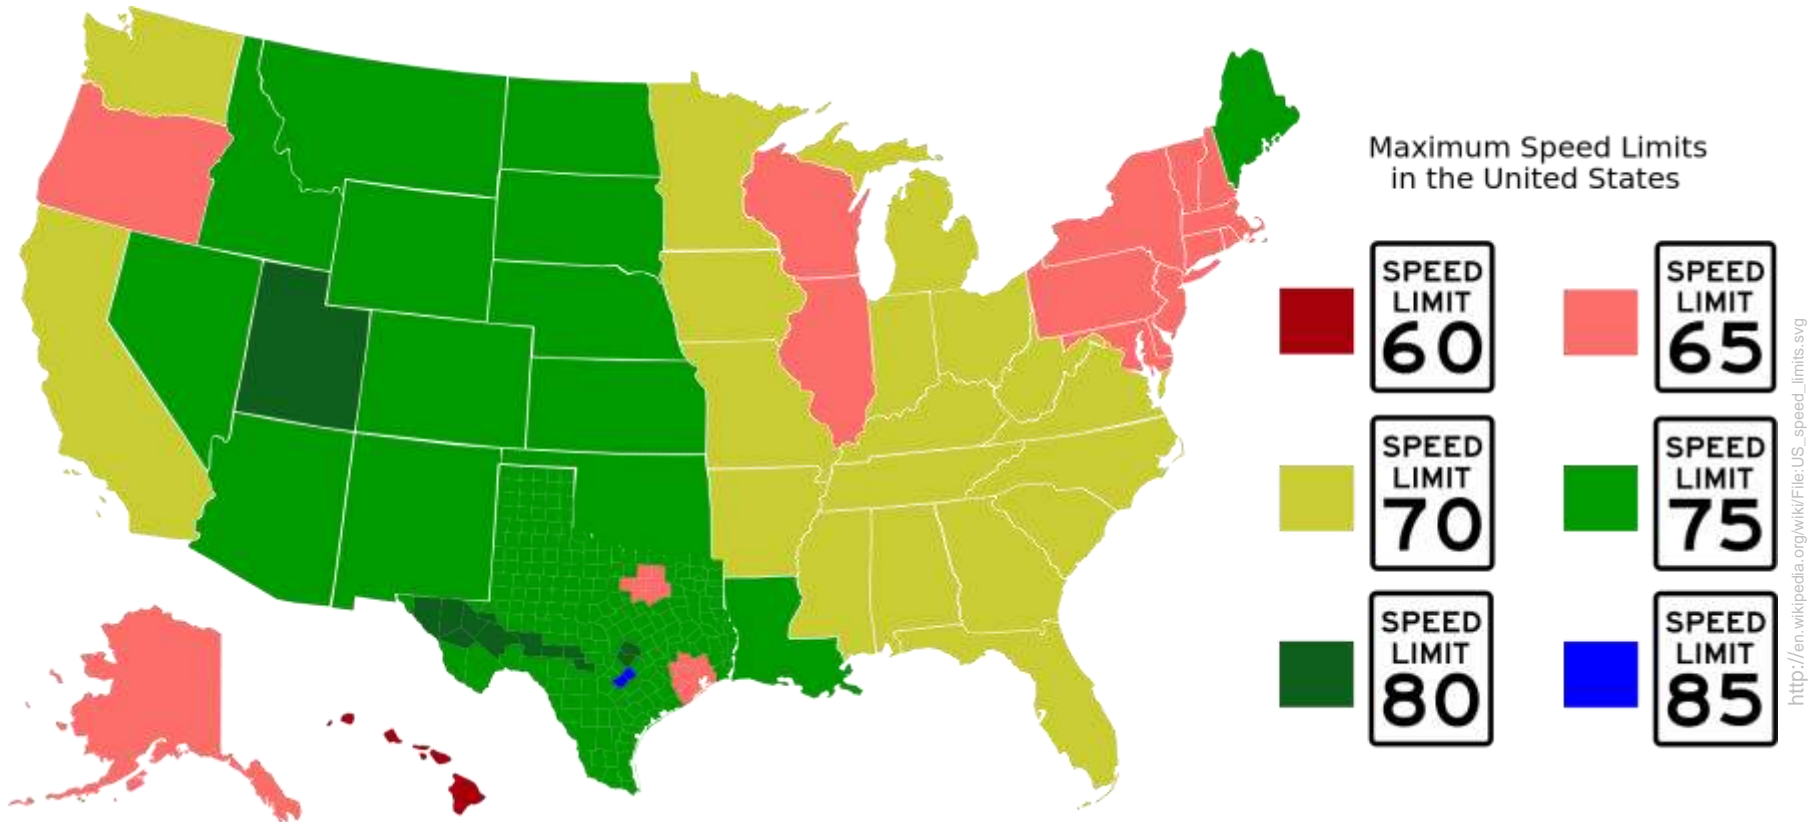 Maximum Speed Limits
in the United States
SPEED
LIMIT
60
SPEED
LIMIT
65
SPEED
LIMIT
70
SPEED
LIMIT
75
SPEED
LIMIT
80
SPEED
LIMIT
85
http://en.wikipedia.org/wiki/File:US_speed_limits.svg